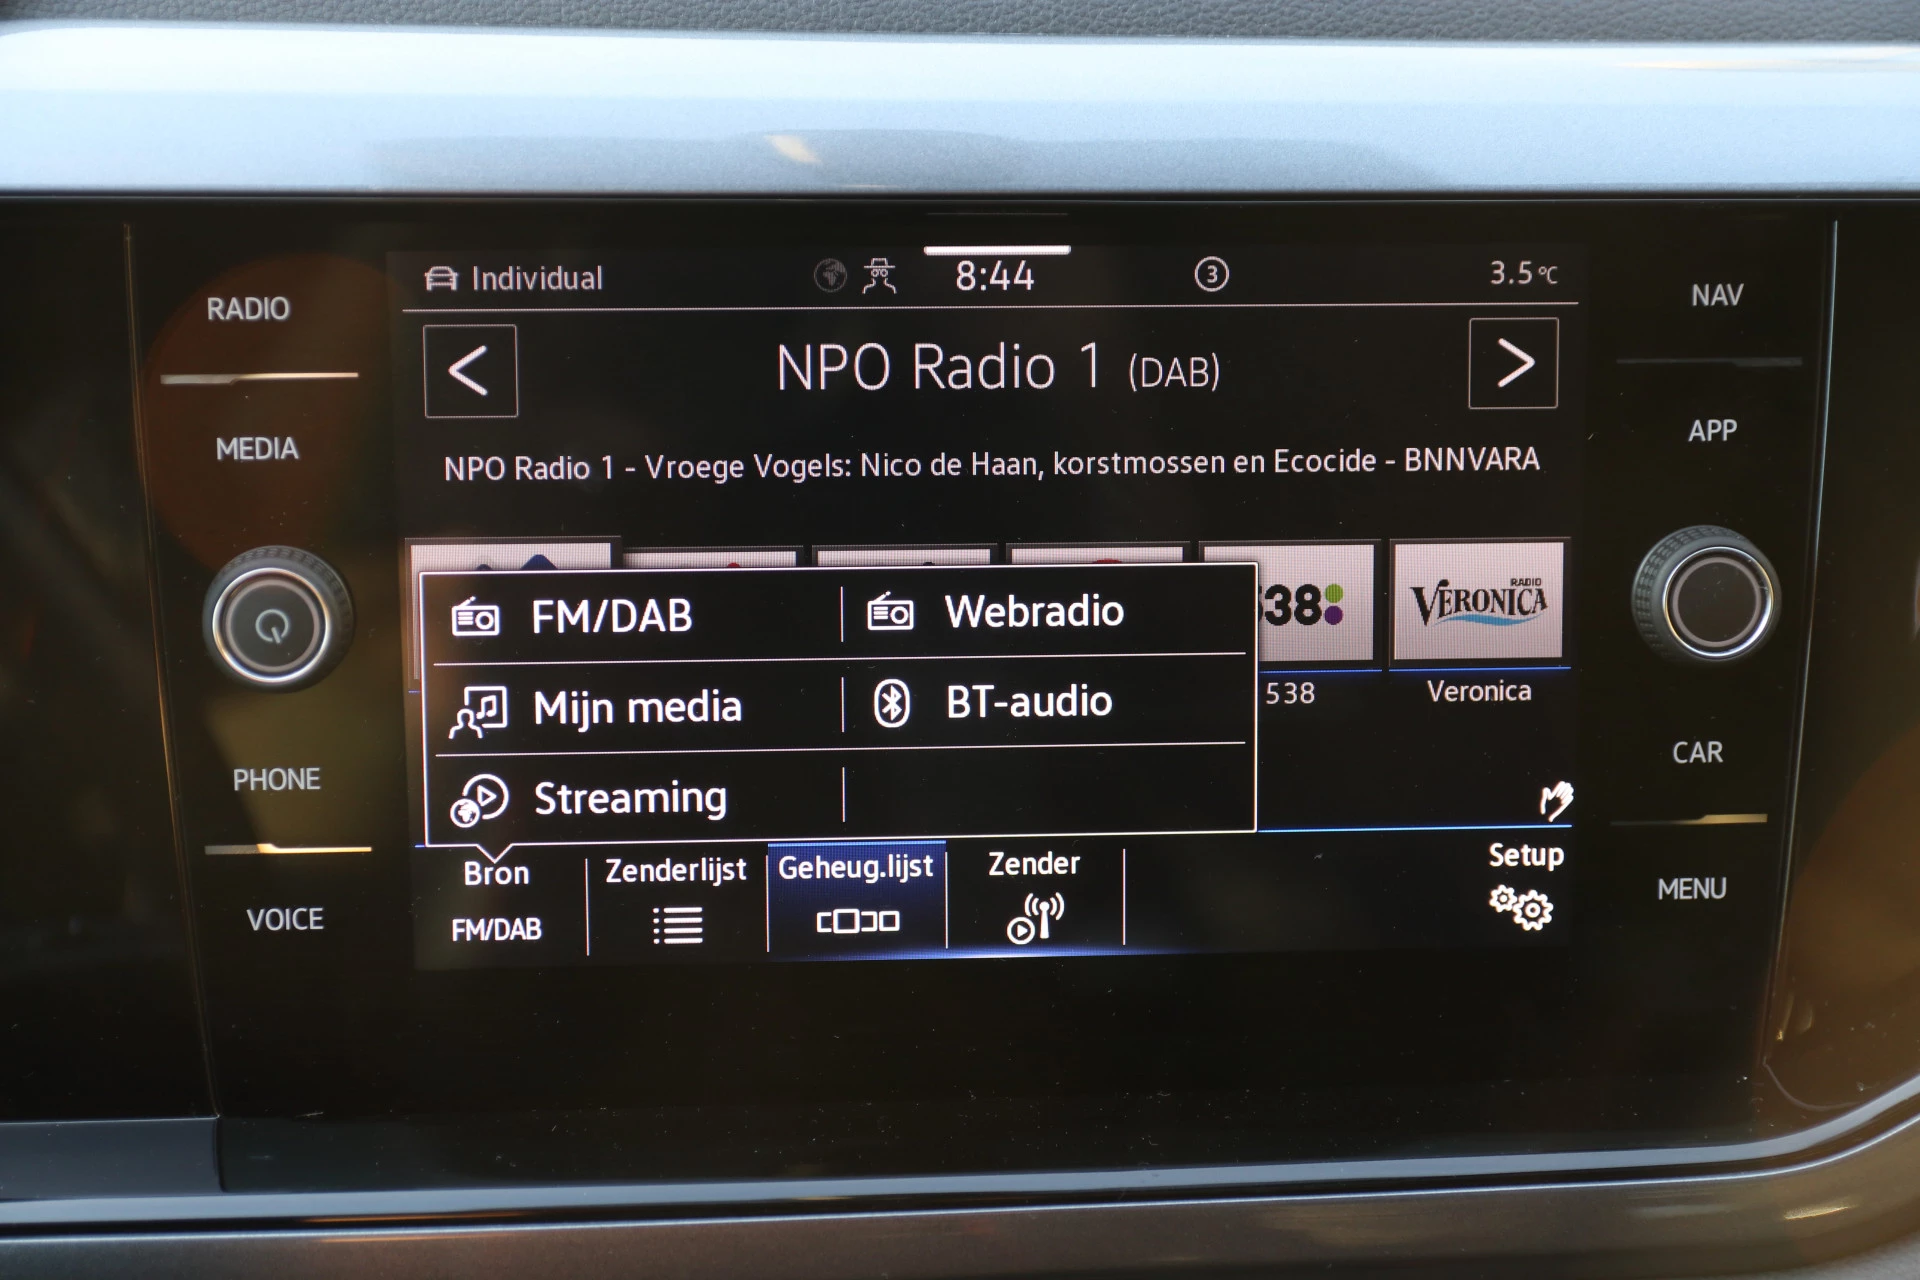 Individual 8:44 3 3.5°C
RADIO
NAV
NPO Radio 1 (DAB)
MEDIA
APP
NPO Radio 1 - Vroege Vogels: Nico de Haan, korstmossen en Ecocide - BNNVARA
FM/DAB Webradio
538
RADIO
VERONICA
Mijn media BT-audio
538 Veronica
PHONE
CAR
Streaming
Bron Zenderlijst Geheug.lijst Zender Setup
FM/DAB
VOICE
MENU